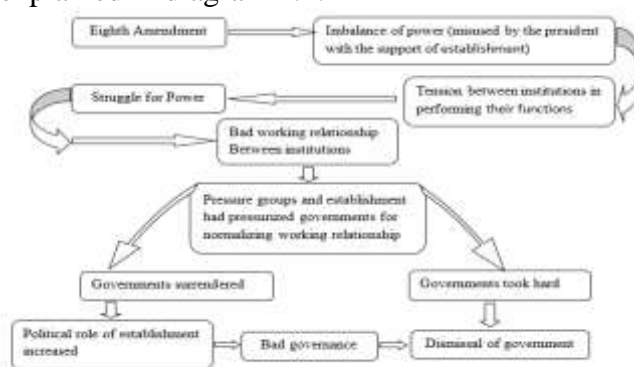 Eighth Amendment
Imbalance of power (misused by the president
with the support of establishment)
Tension between institutions in
performing their functions
Struggle for Power
Bad working relationship
Between institutions
Pressure groups and establishment
had pressurized governments for
normalizing working relationship
Governments surrendered
Governments took hard
Political role of establishment
increased
Bad governance
Dismissal of government